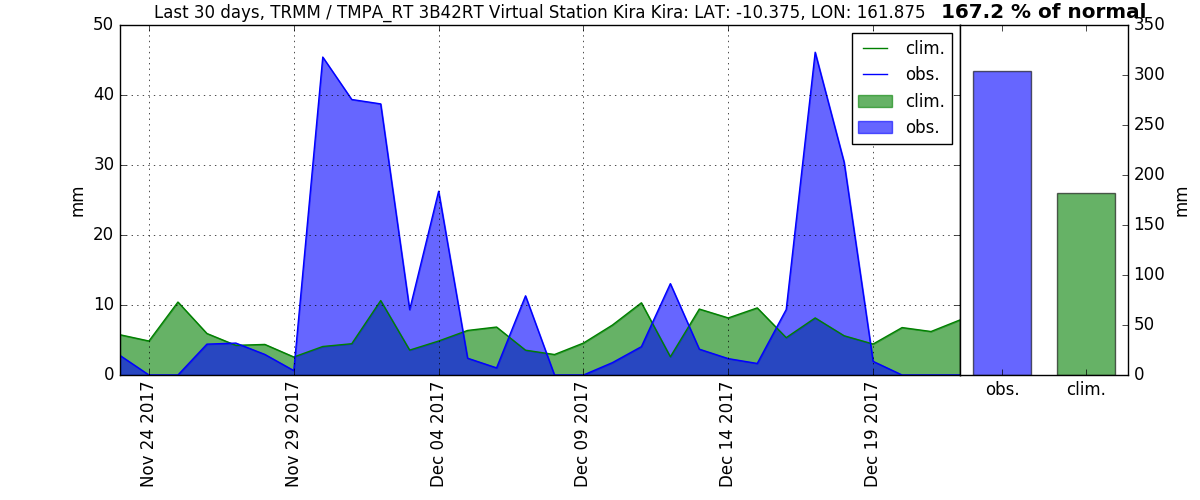 Last 30 days, TRMM / TMPA_RT 3B42RT Virtual Station Kira Kira: LAT: -10.375, LON: 161.875
167.2 % of normal
50
40
30
20
10
0
mm
clim.
obs.
clim.
obs.
350
300
250
200
150
100
50
0
mm
Nov 24 2017
Nov 29 2017
Dec 04 2017
Dec 09 2017
Dec 14 2017
Dec 19 2017
obs.
clim.